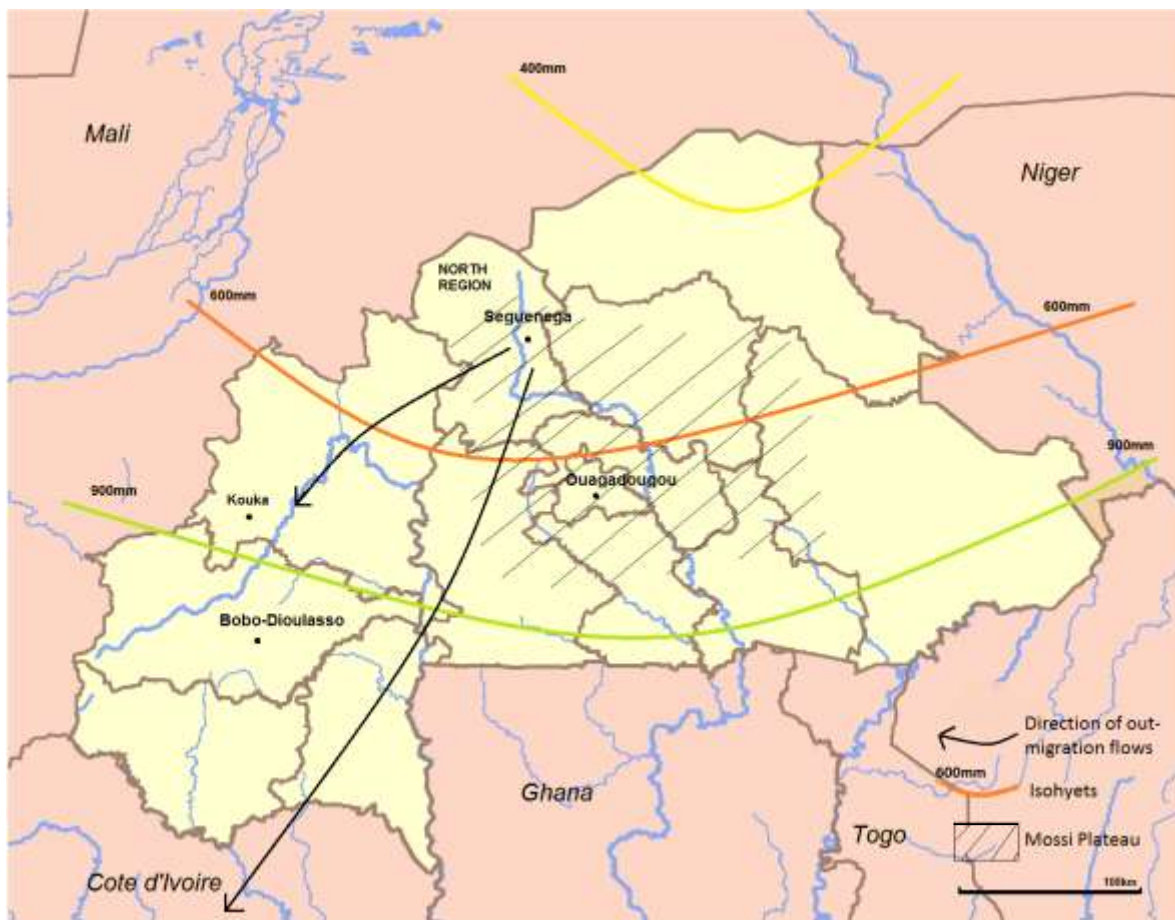 400mm
Mali
Niger
NORTH
REGION
600mm
600mm
Seguenega
900mm
900mm
Ouagadougou
Kouka
Bobo-Dioulasso
Direction of out-
migration flows
Ghana
600mm
Isohyets
Togo
Mossi Plateau
Cote d'Ivoire
100km